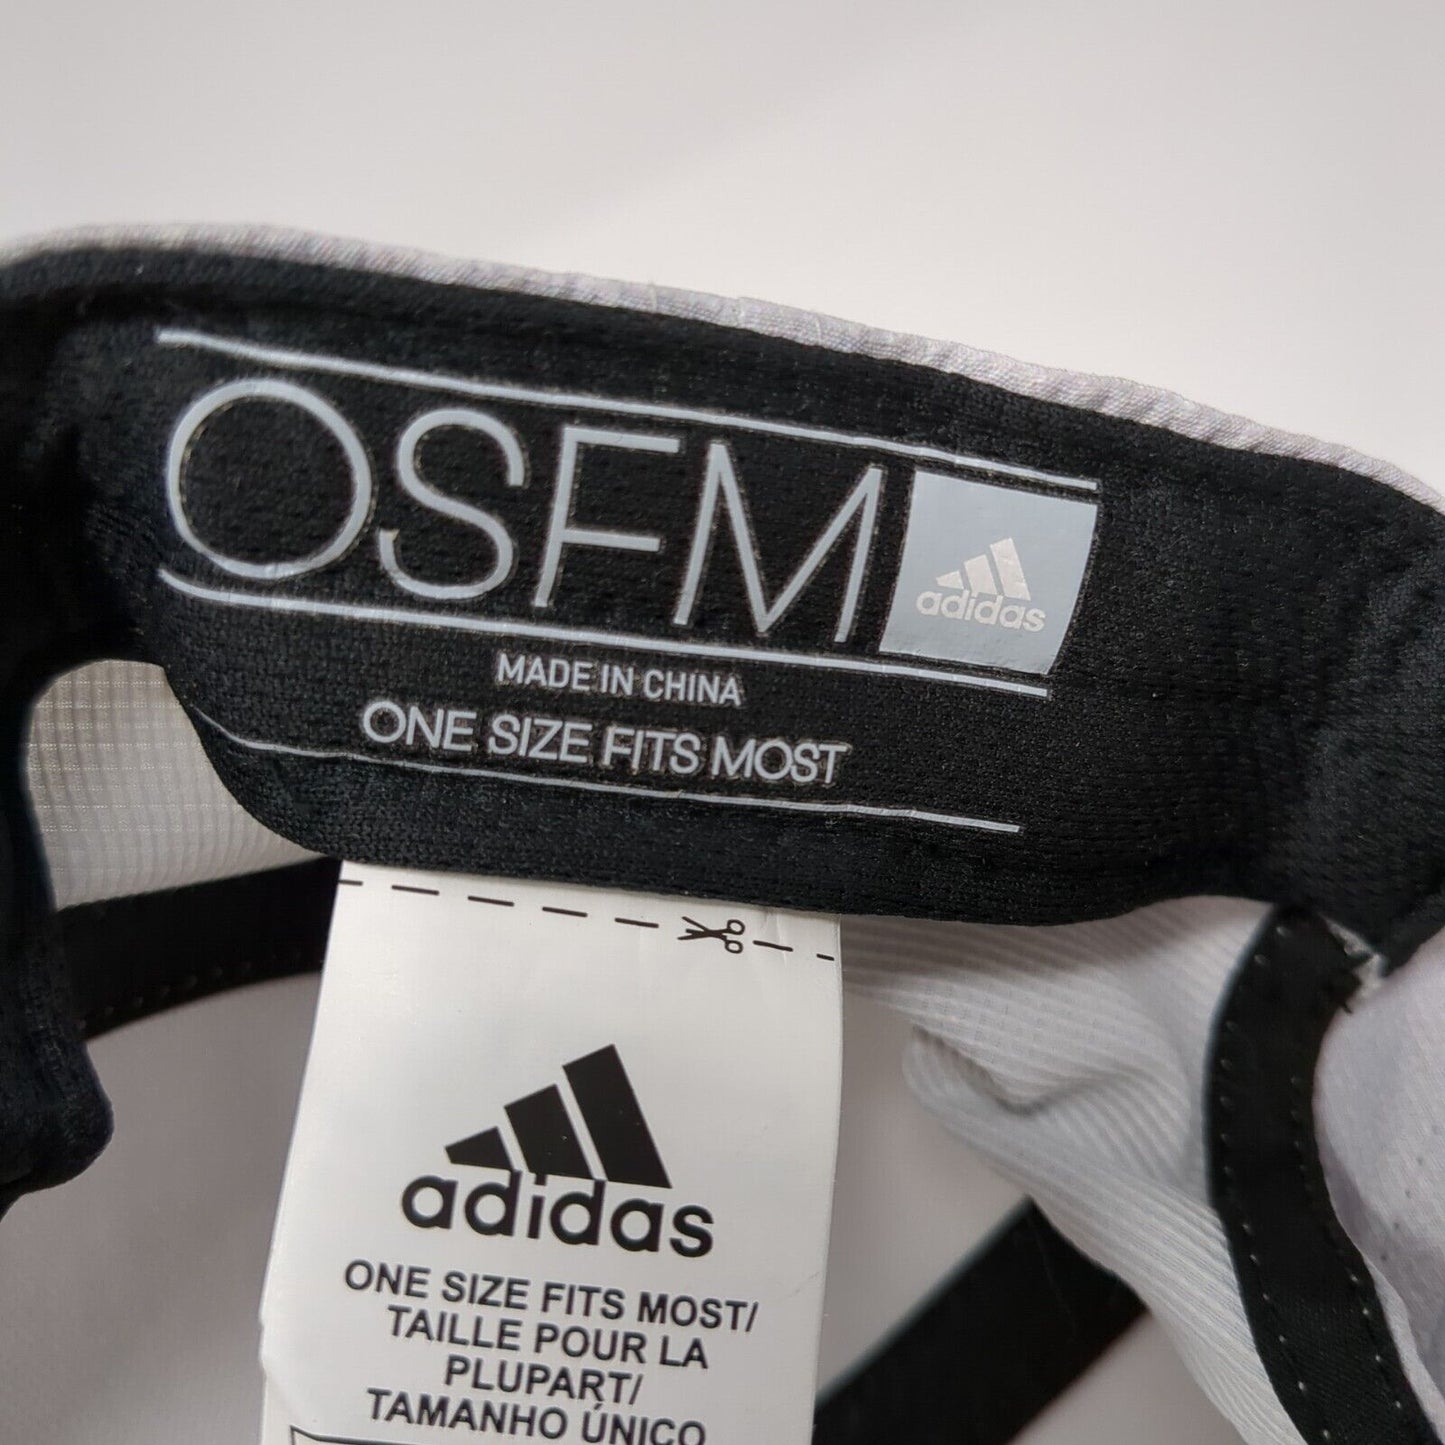 OSFM
adidas
MADE IN CHINA
ONE SIZE FITS MOST
adidas
ONE SIZE FITS MOST/
TAILLE POUR LA
PLUPART/
TAMANHO ÚNICO